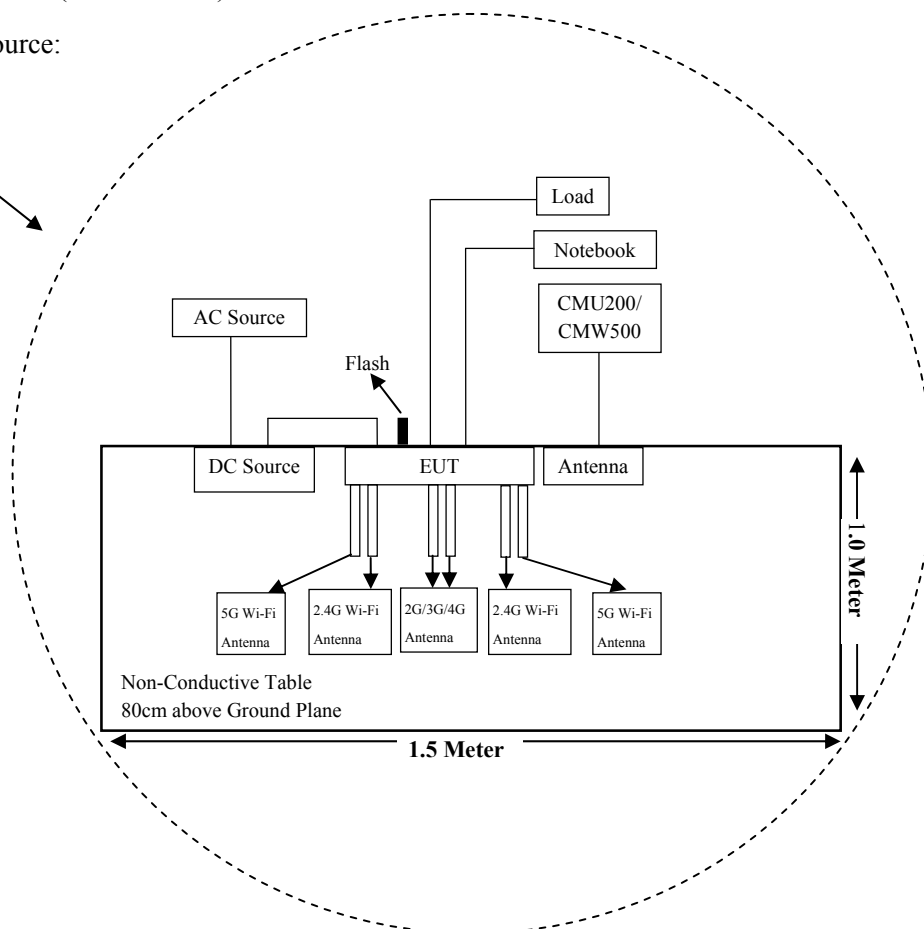 ource:
Load
Notebook
CMU200/
CMW500
AC Source
Flash
DC Source
EUT
Antenna
1.0 Meter
5G Wi-Fi
Antenna
2.4G Wi-Fi
Antenna
2G/3G/4G
Antenna
2.4G Wi-Fi
Antenna
5G Wi-Fi
Antenna
Non-Conductive Table
80cm above Ground Plane
1.5 Meter